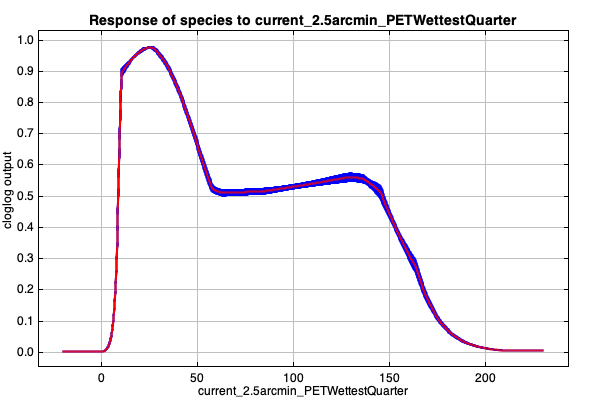 Response of species to current_2.5arcmin_PETWettestQuarter
1.0
0.9
0.8
0.7
0.6
0.5
0.4
0.3
0.2
0.1
0.0
cloglog output
0 50 100 150 200
current_2.5arcmin_PETWettestQuarter